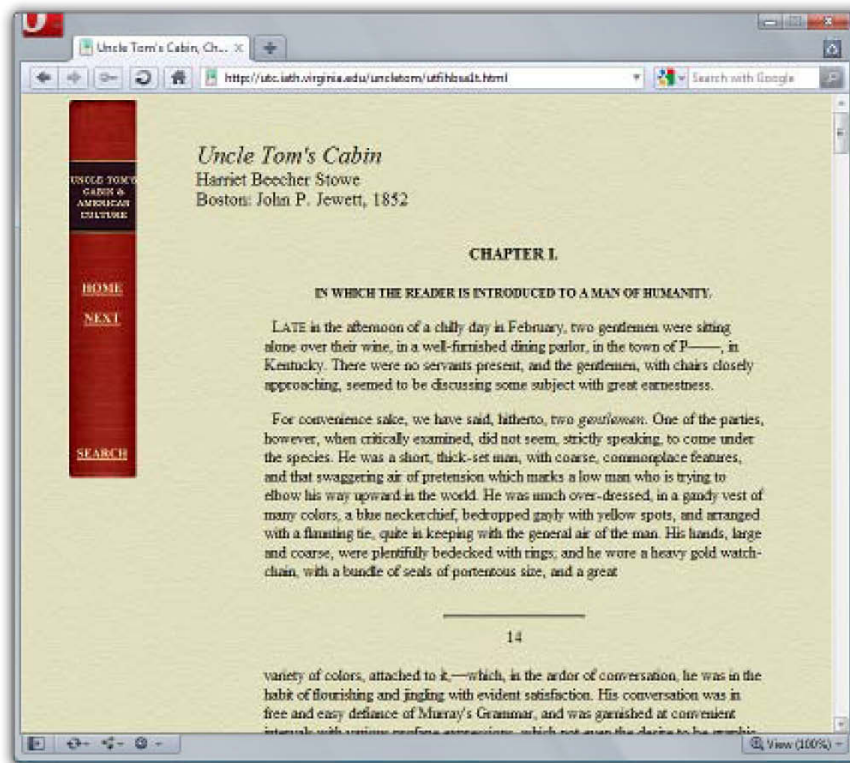 Uncle Tom's Cabin, Ch...
http://utc.iath.virginia.edu/uncletom/utfihbsa1t.html
Search with Google
UNCLE TOM'S
CABIN &
AMERICAN
CULTURE
HOME
NEXT
SEARCH
Uncle Tom's Cabin
Harriet Beecher Stowe
Boston: John P. Jewett, 1852
CHAPTER I.
IN WHICH THE READER IS INTRODUCED TO A MAN OF HUMANITY.
LATE in the afternoon of a chilly day in February, two gentlemen were sitting
alone over their wine, in a well-furnished dining parlor, in the town of P——, in
Kentucky. There were no servants present, and the gentlemen, with chairs closely
approaching, seemed to be discussing some subject with great earnestness.
For convenience sake, we have said, hitherto, two gentlemen. One of the parties,
however, when critically examined, did not seem, strictly speaking, to come under
the species. He was a short, thick-set man, with coarse, commonplace features,
and that swaggering air of pretension which marks a low man who is trying to
elbow his way upward in the world. He was much over-dressed, in a gaudy vest of
many colors, a blue neckerchief, bedropped gayly with yellow spots, and arranged
with a flaunting tie, quite in keeping with the general air of the man. His hands, large
and coarse, were plentifully bedecked with rings; and he wore a heavy gold watch-
chain, with a bundle of seals of portentous size, and a great
14
variety of colors, attached to it,—which, in the ardor of conversation, he was in the
habit of flourishing and jingling with evident satisfaction. His conversation was in
free and easy defiance of Murray's Grammar, and was garnished at convenient
intervals with various profane expressions, which not even the desire to be graphic
View (100%)